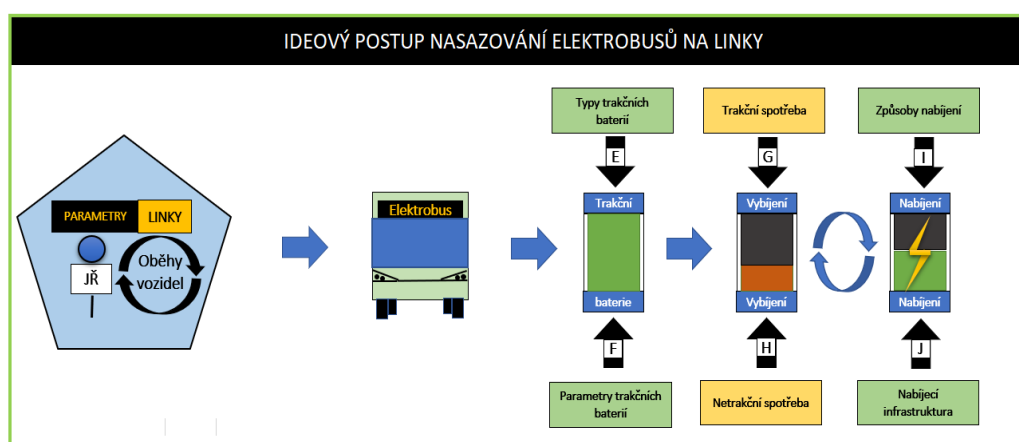 IDEOVÝ POSTUP NASAZOVÁNÍ ELEKTROBUSŮ NA LINKY
Typy trakčních
baterií
Trakční spotřeba
Způsoby nabíjení
E
G
I
PARAMETRY
LINKY
JŘ
Oběhy
vozidel
Elektrobus
Trakční
baterie
Vybíjení
Vybíjení
Nabíjení
Nabíjení
F
H
J
Parametry trakčních
baterií
Netrakční spotřeba
Nabíjecí
infrastruktura